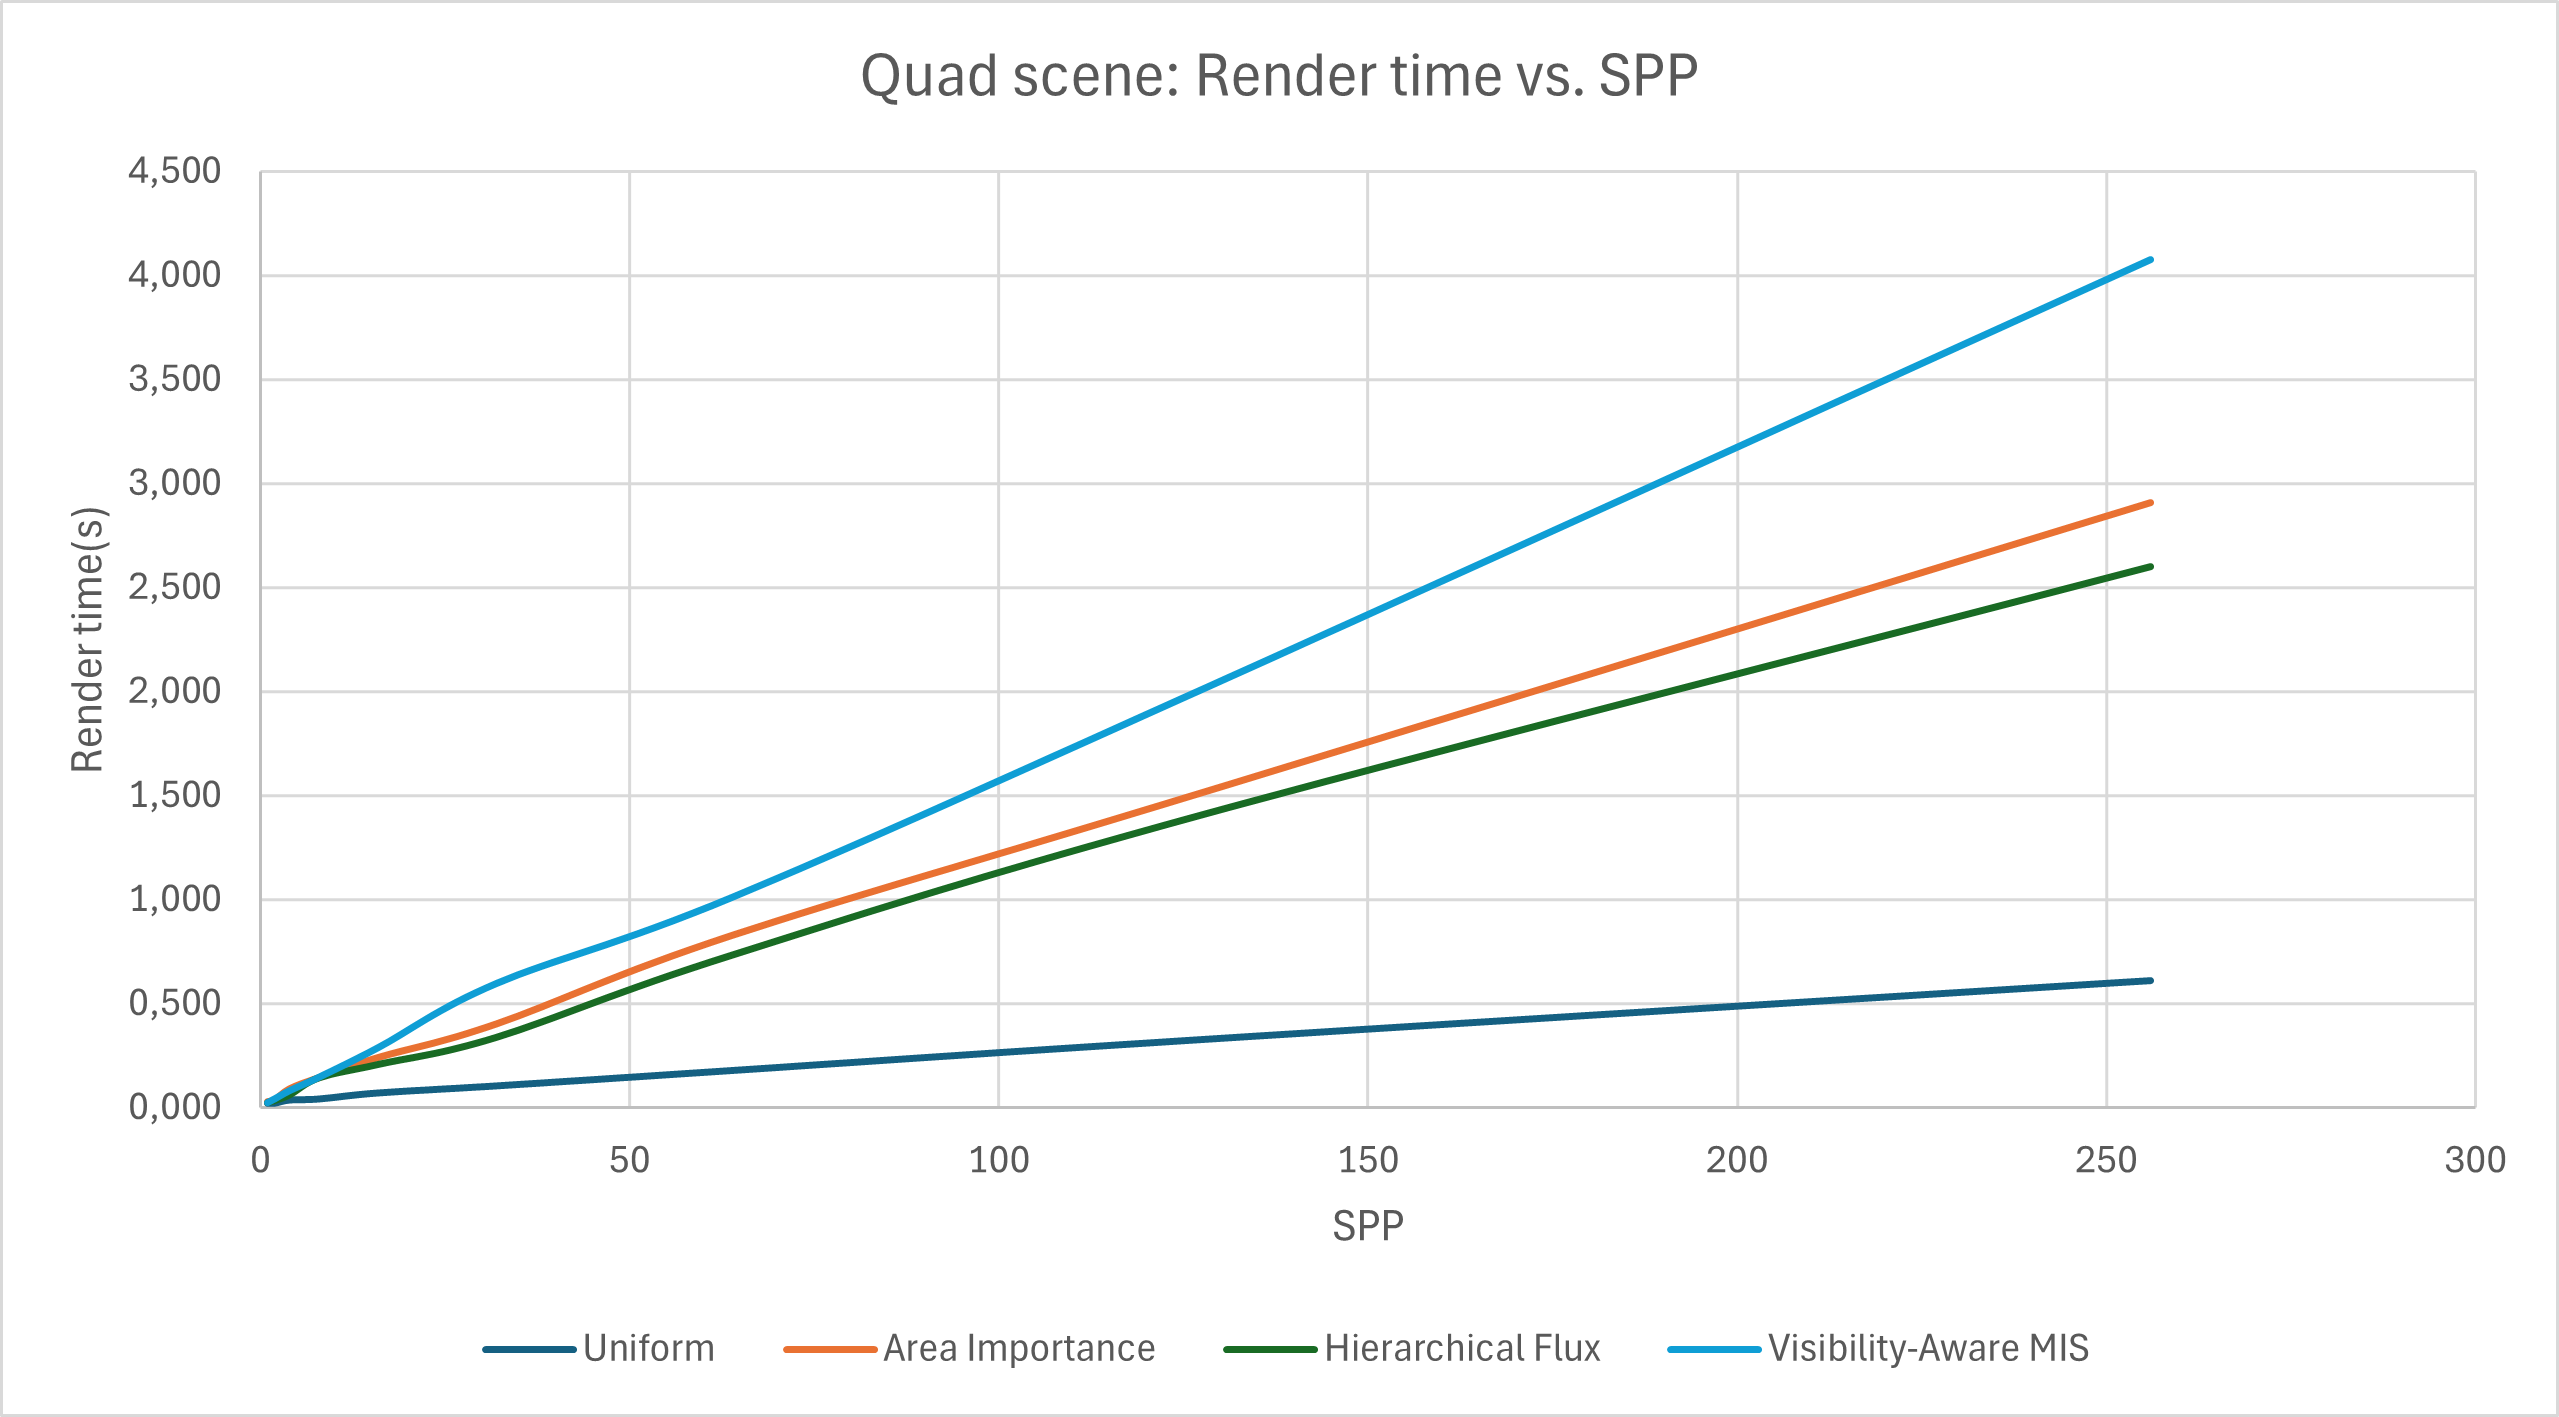 Quad scene: Render time vs. SPP
4,500
4,000
3,500
3,000
2,500
2,000
1,500
1,000
0,500
0,000
Render time(s)
0 50 100 150 200 250 300
SPP
Uniform Area Importance Hierarchical Flux Visibility-Aware MIS